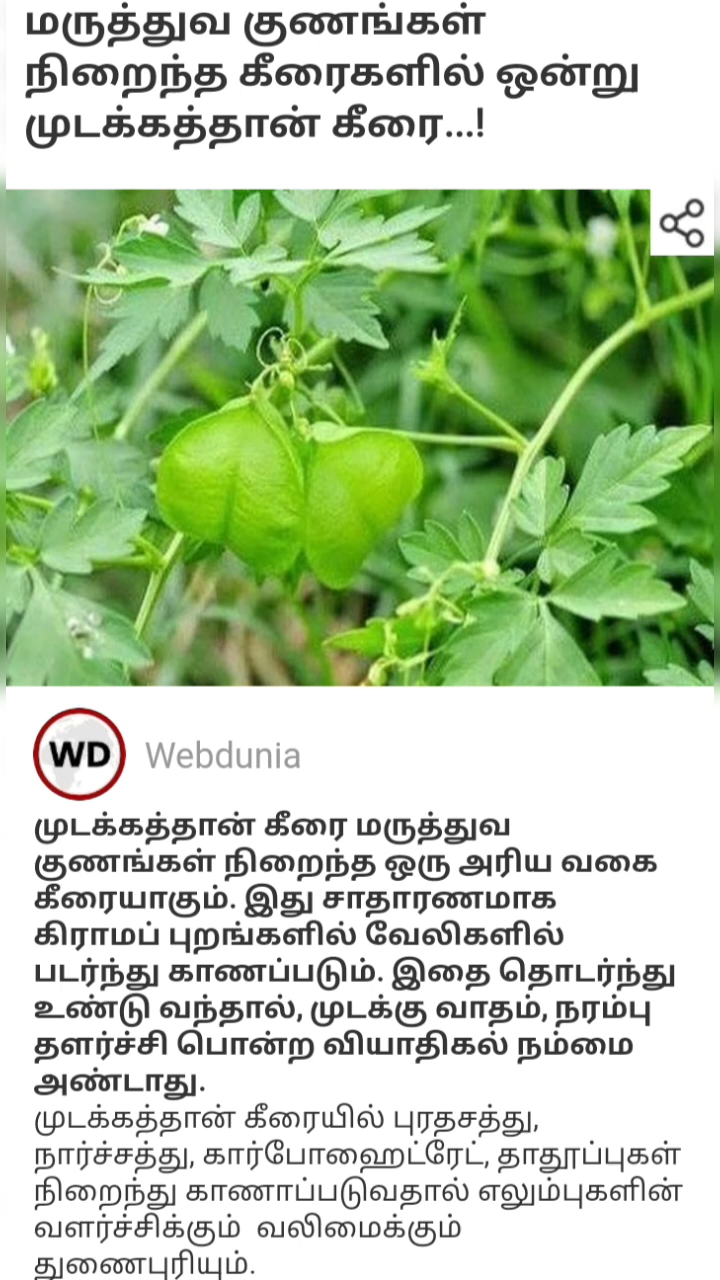 மருத்துவ குணங்கள்
நிறைந்த கீரைகளில் ஒன்று
முடக்கத்தான் கீரை...!
WD Webdunia
முடக்கத்தான் கீரை மருத்துவ
குணங்கள் நிறைந்த ஒரு அரிய வகை
கீரையாகும். இது சாதாரணமாக
கிராமப் புறங்களில் வேலிகளில்
படர்ந்து காணப்படும். இதை தொடர்ந்து
உண்டு வந்தால், முடக்கு வாதம், நரம்பு
தளர்ச்சி பொன்ற வியாதிகல் நம்மை
அண்டாது.
முடக்கத்தான் கீரையில் புரதசத்து,
நார்ச்சத்து, கார்போஹைட்ரேட், தாதூப்புகள்
நிறைந்து காணாப்படுவதால் எலும்புகளின்
வளர்ச்சிக்கும் வலிமைக்கும்
துணைபுரியும்.